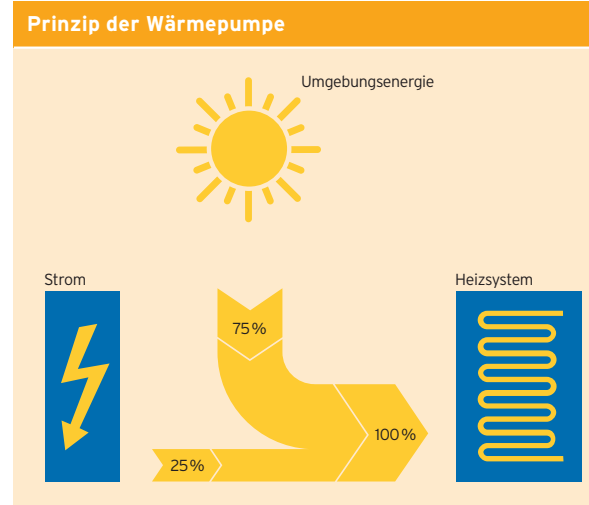 Prinzip der Wärmepumpe
Umgebungsenergie
Strom
Heizsystem
75 %
100 %
25 %